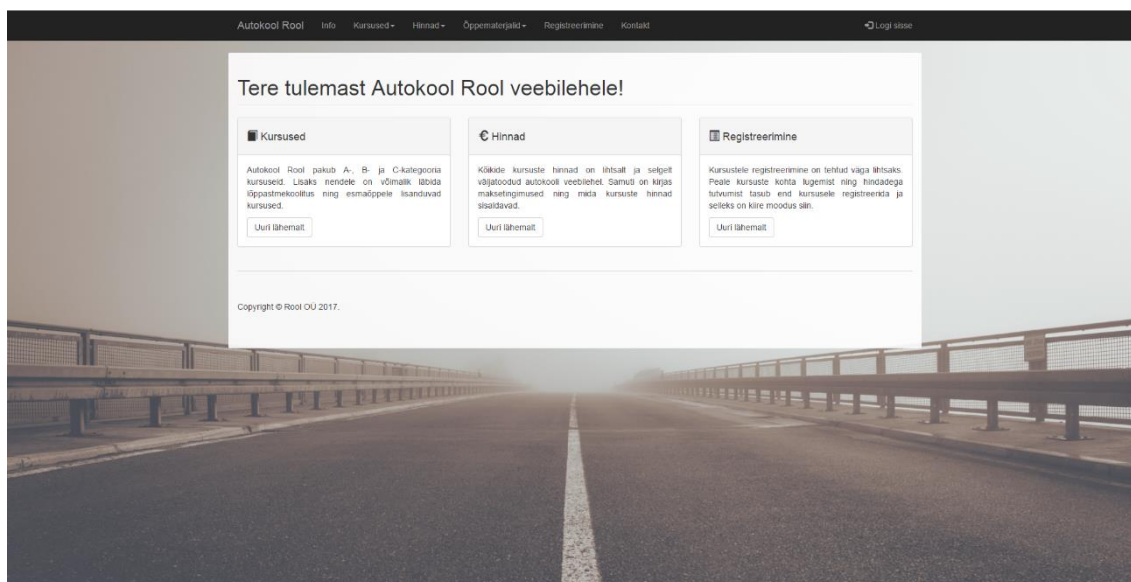 Autokool Rool Info Kursused Hinnad Õppematerjalid Registreerimine Kontakt Logi sisse
Tere tulemast Autokool Rool veebilehele!
Kursused
Autokool Rool pakub A-, B- ja C-kategooria
kursuseid. Lisaks nendele on võimalik läbida
lõppastmekoolitus ning esmaõppele lisanduvad
kursused.
Uuri lähemalt
€ Hinnad
Kõikide kursuste hinnad on lihtsalt ja selgelt
väljatoodud autokooli veebilehel. Samuti on kirjas
maksetingimused ning mida kursuste hinnad
sisaldavad.
Uuri lähemalt
Registreerimine
Kursustele registreerimine on tehtud väga lihtsaks.
Peale kursuste kohta lugemist ning hindadega
tutvumist tasub end kursusele registreerida ja
selleks on kiire moodus siin.
Uuri lähemalt
Copyright © Rool OÜ 2017.